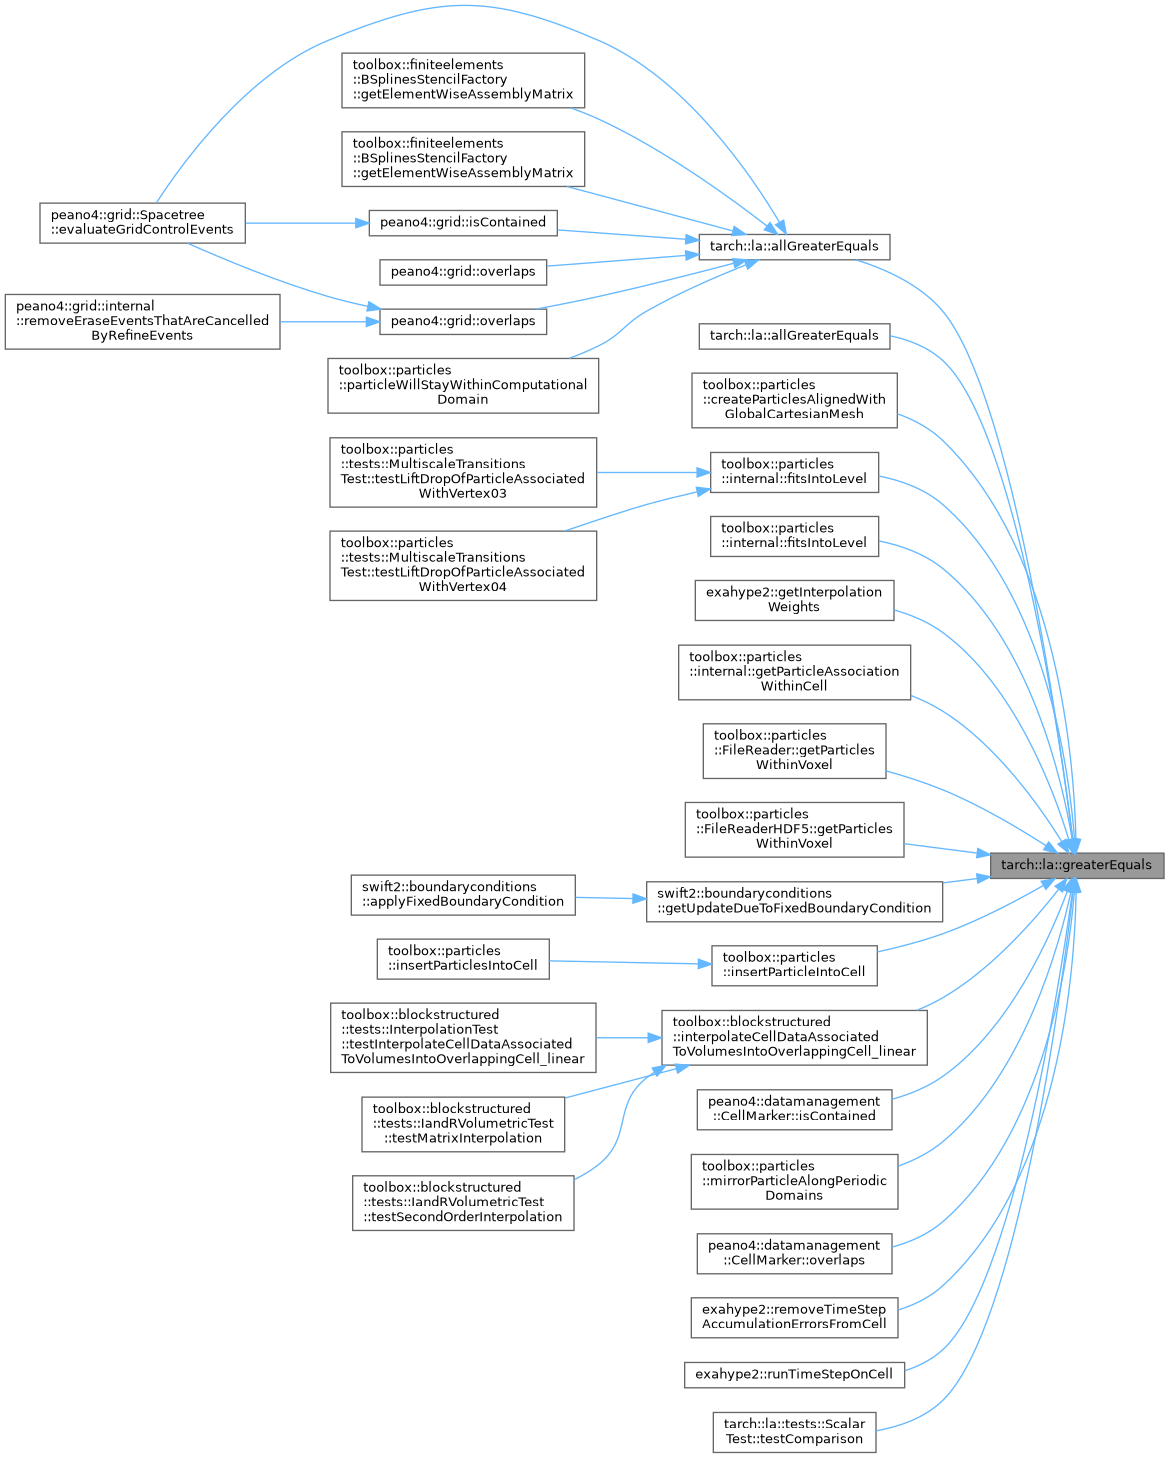 toolbox::finiteelements
::BSplinesStencilFactory
::getElementWiseAssemblyMatrix
toolbox::finiteelements
::BSplinesStencilFactory
::getElementWiseAssemblyMatrix
peano4::grid::Spacetree
::evaluateGridControlEvents
peano4::grid::isContained
tarch::la::allGreaterEquals
peano4::grid::overlaps
peano4::grid::internal
::removeEraseEventsThatAreCancelled
ByRefineEvents
peano4::grid::overlaps
tarch::la::allGreaterEquals
toolbox::particles
::particleWillStayWithinComputational
Domain
toolbox::particles
::createParticlesAlignedWith
GlobalCartesianMesh
toolbox::particles
::tests::MultiscaleTransitions
Test::testLiftDropOfParticleAssociated
WithVertex03
toolbox::particles
::internal::fitsIntoLevel
toolbox::particles
::tests::MultiscaleTransitions
Test::testLiftDropOfParticleAssociated
WithVertex04
toolbox::particles
::internal::fitsIntoLevel
exahype2::getInterpolation
Weights
toolbox::particles
::internal::getParticleAssociation
WithinCell
toolbox::particles
::FileReader::getParticles
WithinVoxel
toolbox::particles
::FileReaderHDF5::getParticles
WithinVoxel
tarch::la::greaterEquals
swift2::boundaryconditions
::applyFixedBoundaryCondition
swift2::boundaryconditions
::getUpdateDueToFixedBoundaryCondition
toolbox::particles
::insertParticlesIntoCell
toolbox::particles
::insertParticleIntoCell
toolbox::blockstructured
::tests::InterpolationTest
::testInterpolateCellDataAssociated
ToVolumesIntoOverlappingCell_linear
toolbox::blockstructured
::interpolateCellDataAssociated
ToVolumesIntoOverlappingCell_linear
toolbox::blockstructured
::tests::IandRVolumetricTest
::testMatrixInterpolation
peano4::datamanagement
::CellMarker::isContained
toolbox::blockstructured
::tests::IandRVolumetricTest
::testSecondOrderInterpolation
toolbox::particles
::mirrorParticleAlongPeriodic
Domains
peano4::datamanagement
::CellMarker::overlaps
exahype2::removeTimeStep
AccumulationErrorsFromCell
exahype2::runTimeStepOnCell
tarch::la::tests::Scalar
Test::testComparison